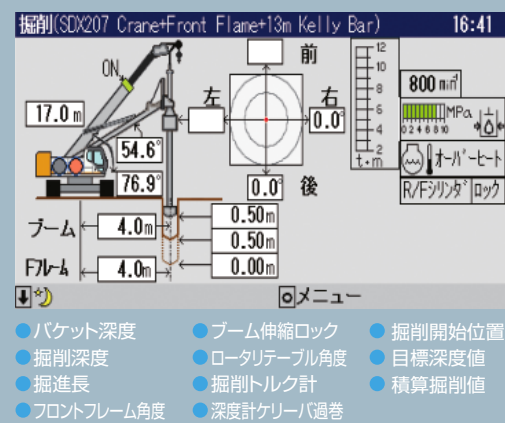 掘削(SDX207 Crane+Front Flame+13m Kelly Bar) 16:41
ON
17.0 m
54.6°
76.9°
前
左
右
0.0°
0.0°
後
12
10
8
6
4
2
t・m
800 min⁻¹
MPa
0 2 4 6 8 10
オーバーヒート
R/Fシリンダ ロック
ブーム 4.0m
Fフレーム 4.0m
0.50m
0.50m
0.00m
メニュー
バケット深度
掘削深度
掘進長
フロントフレーム角度
ブーム伸縮ロック
ロータリテーブル角度
掘削トルク計
深度計ケリーバ過巻
掘削開始位置
目標深度値
積算掘削値